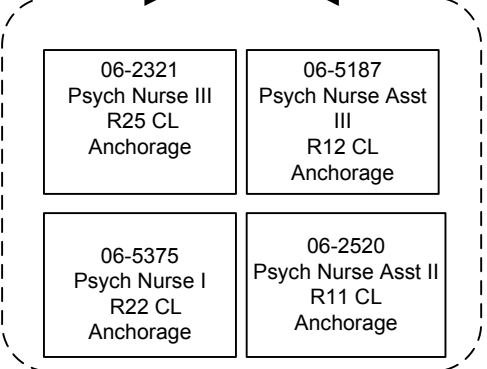 06-2321
Psych Nurse III
R25 CL
Anchorage
06-5187
Psych Nurse Asst
III
R12 CL
Anchorage
06-5375
Psych Nurse I
R22 CL
Anchorage
06-2520
Psych Nurse Asst II
R11 CL
Anchorage